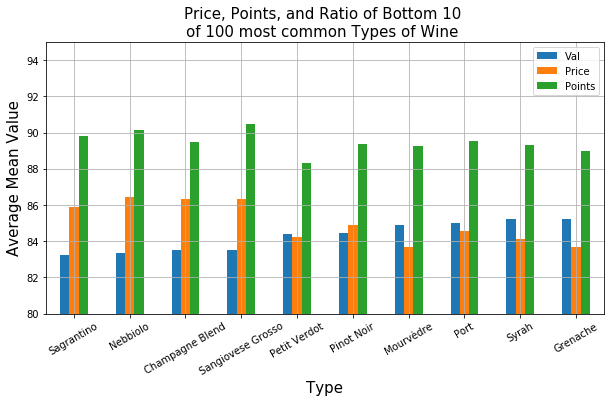 Price, Points, and Ratio of Bottom 10
of 100 most common Types of Wine
Val
Price
Points
94
92
90
88
86
84
82
80
Average Mean Value
Sagrantino
Nebbiolo
Champagne Blend
Sangiovese Grosso
Petit Verdot
Pinot Noir
Mourvèdre
Port
Syrah
Grenache
Type